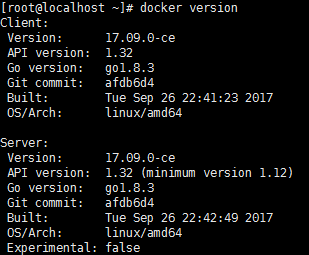 [root@localhost ~]# docker version
Client:
 Version:      17.09.0-ce
 API version:  1.32
 Go version:   go1.8.3
 Git commit:   afdb6d4
 Built:        Tue Sep 26 22:41:23 2017
 OS/Arch:      linux/amd64

Server:
 Version:      17.09.0-ce
 API version:  1.32 (minimum version 1.12)
 Go version:   go1.8.3
 Git commit:   afdb6d4
 Built:        Tue Sep 26 22:42:49 2017
 OS/Arch:      linux/amd64
 Experimental: false